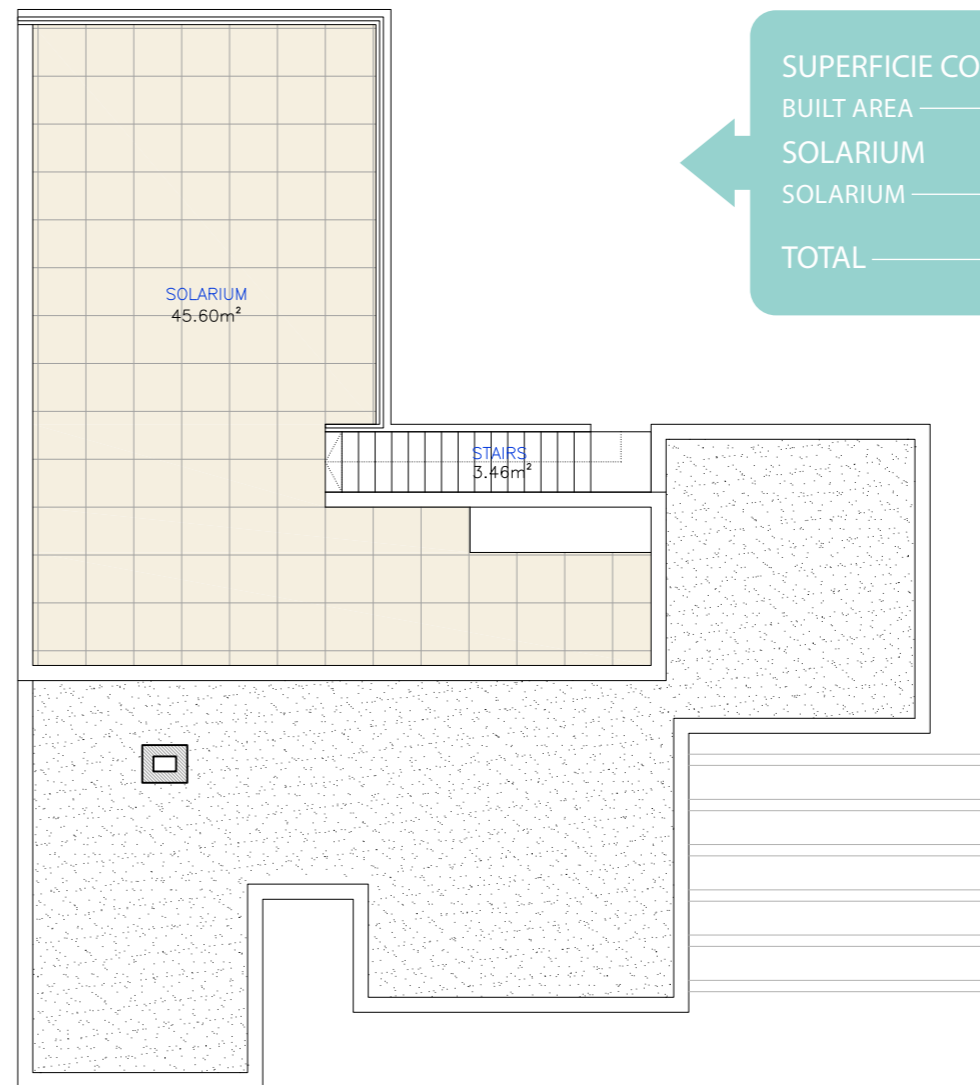 SUPERFICIE CO
BUILT AREA
SOLARIUM
SOLARIUM
TOTAL
SOLARIUM
45.60m²
STAIRS
3.46m²